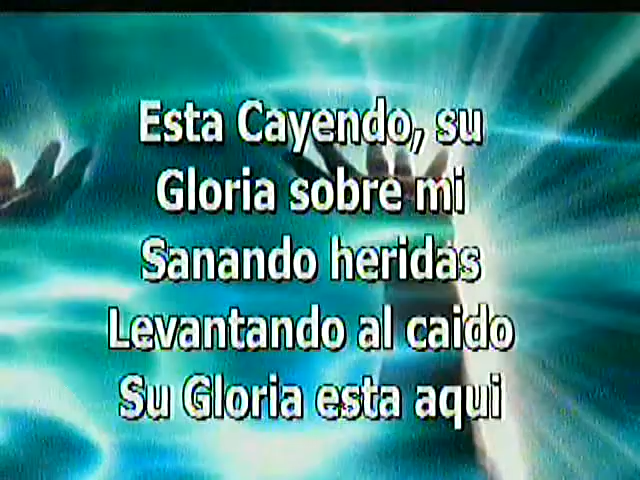 Esta Cayendo, su
Gloria sobre mi
Sanando heridas
Levantando al caido
Su Gloria esta aqui